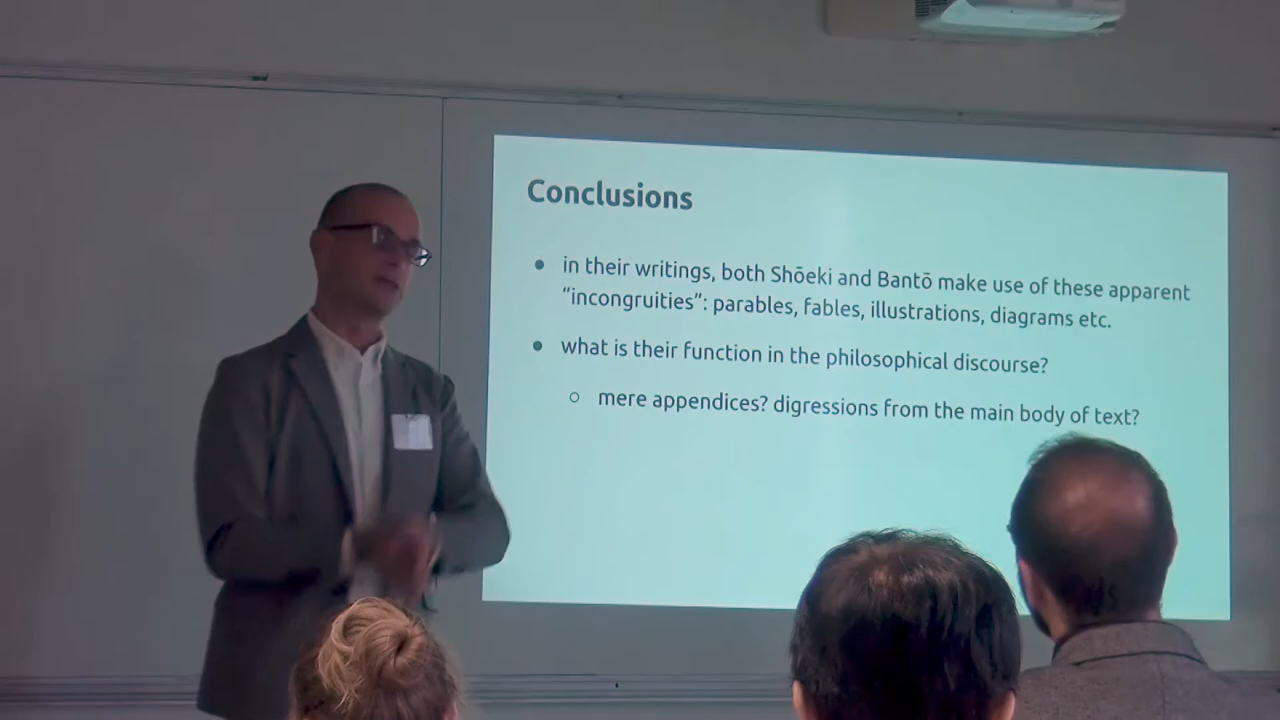 Conclusions
● in their writings, both Shōeki and Bantō make use of these apparent
“incongruities”: parables, fables, illustrations, diagrams etc.
● what is their function in the philosophical discourse?
○ mere appendices? digressions from the main body of text?